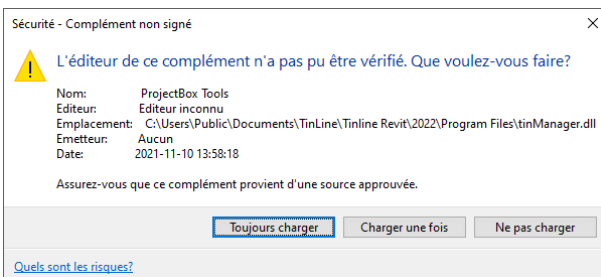 Sécurité - Complément non signé
L'éditeur de ce complément n'a pas pu être vérifié. Que voulez-vous faire?
Nom: ProjectBox Tools
Editeur: Editeur inconnu
Emplacement: C:\Users\Public\Documents\TinLine\Tinline Revit\2022\Program Files\tinManager.dll
Emetteur: Aucun
Date: 2021-11-10 13:58:18
Assurez-vous que ce complément provient d'une source approuvée.
Toujours charger Charger une fois Ne pas charger
Quels sont les risques?